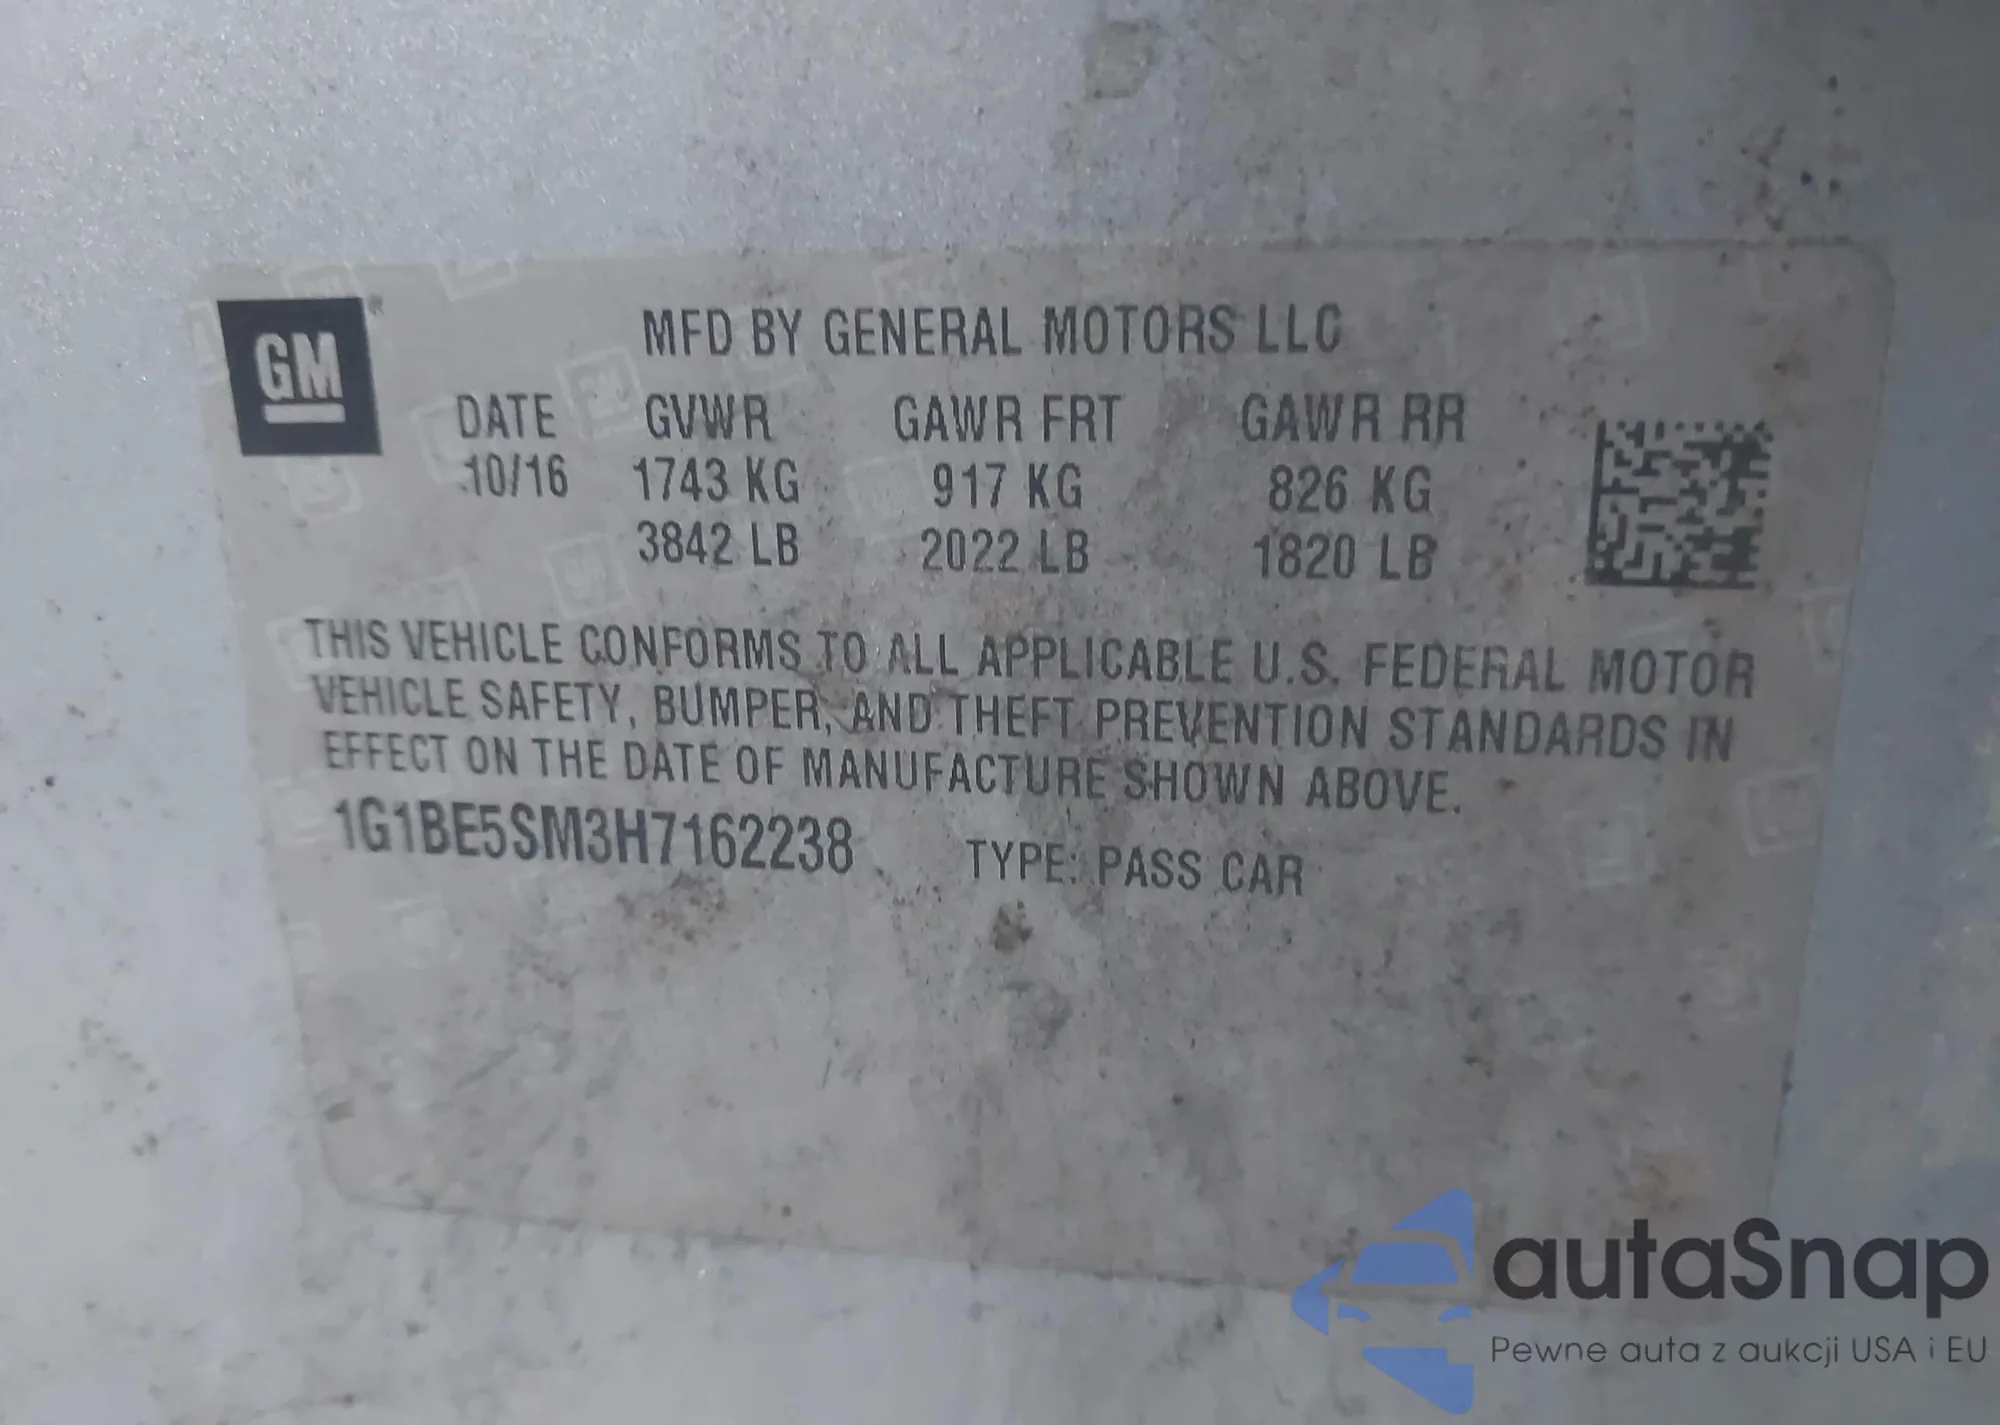 GM®
MFD BY GENERAL MOTORS LLC
DATE GVWR GAWR FRT GAWR RR
10/16 1743 KG 917 KG 826 KG
3842 LB 2022 LB 1820 LB
THIS VEHICLE CONFORMS TO ALL APPLICABLE U.S. FEDERAL MOTOR
VEHICLE SAFETY, BUMPER, AND THEFT PREVENTION STANDARDS IN
EFFECT ON THE DATE OF MANUFACTURE SHOWN ABOVE.
1G1BE5SM3H7162238 TYPE: PASS CAR
autaSnap
Pewne auta z aukcji USA i EU